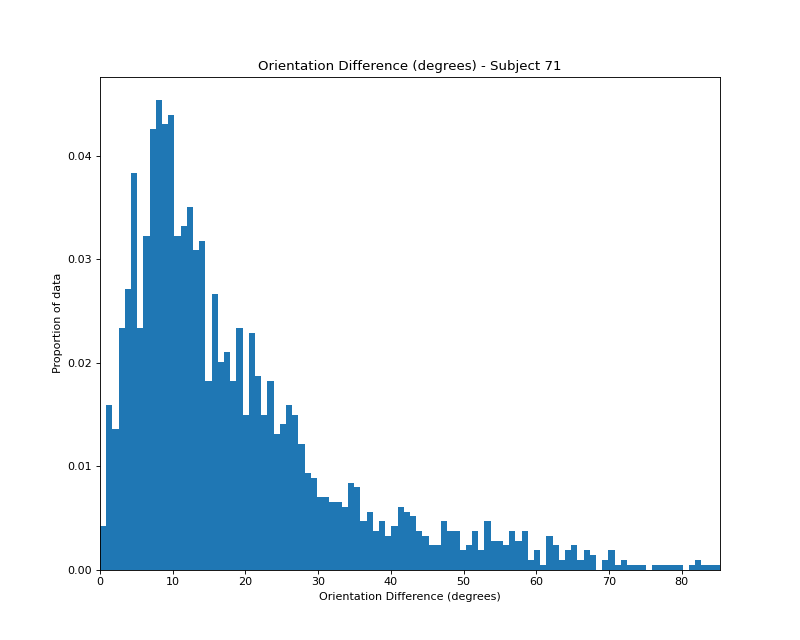 Orientation Difference (degrees) - Subject 71
0.04
0.03
0.02
0.01
0.00
Proportion of data
0 10 20 30 40 50 60 70 80
Orientation Difference (degrees)